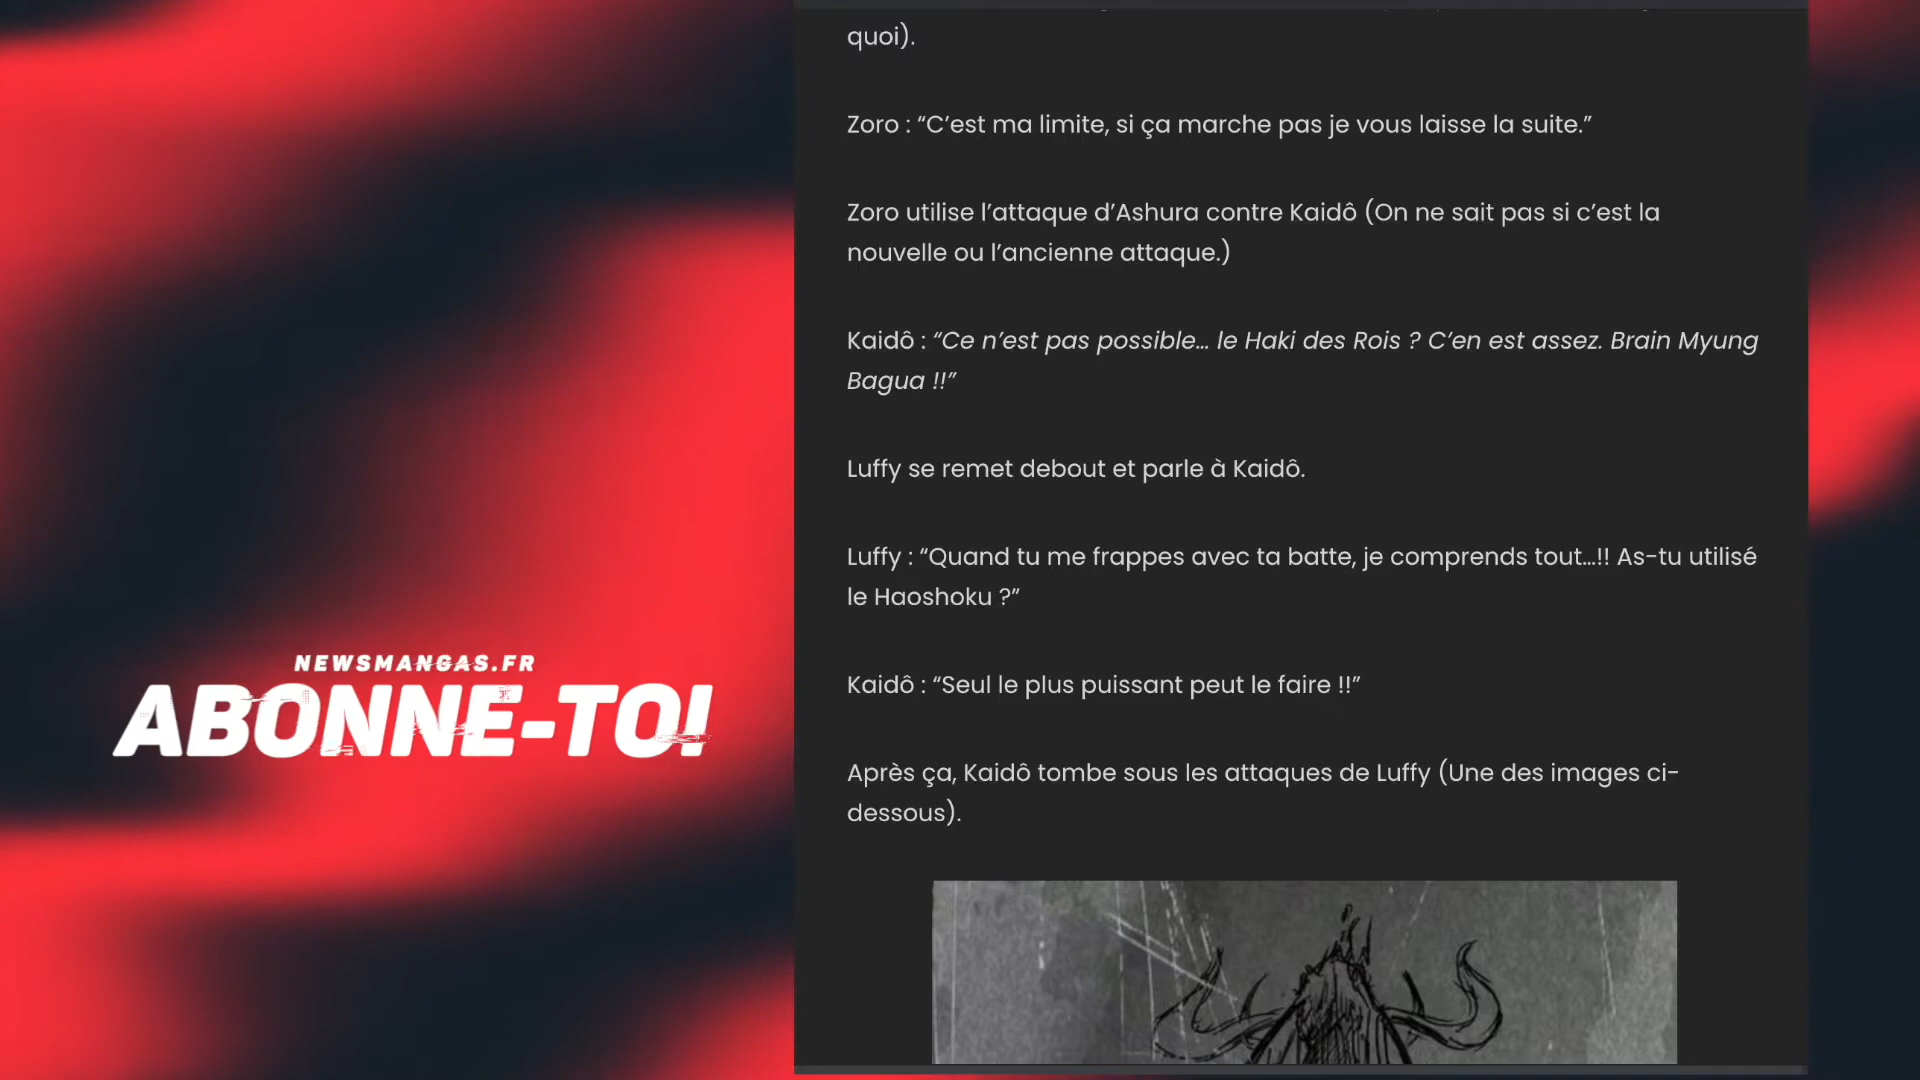 quoi).
Zoro : “C’est ma limite, si ça marche pas je vous laisse la suite.”
Zoro utilise l’attaque d’Ashura contre Kaidô (On ne sait pas si c’est la
nouvelle ou l’ancienne attaque.)
Kaidô : “Ce n’est pas possible… le Haki des Rois ? C’en est assez. Brain Myung
Bagua !!”
Luffy se remet debout et parle à Kaidô.
Luffy : “Quand tu me frappes avec ta batte, je comprends tout…!! As-tu utilisé
le Haoshoku ?”
Kaidô : “Seul le plus puissant peut le faire !!”
Après ça, Kaidô tombe sous les attaques de Luffy (Une des images ci-
dessous).
NEWSMANGAS.FR
ABONNE-TOI